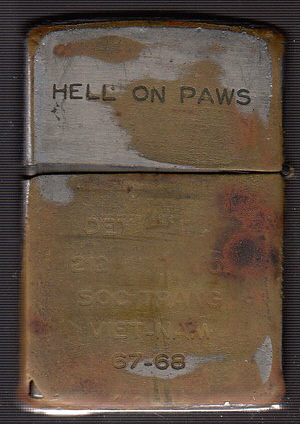 HELL ON PAWS
DET
SOC TRANG
VIET-NAM
67-68